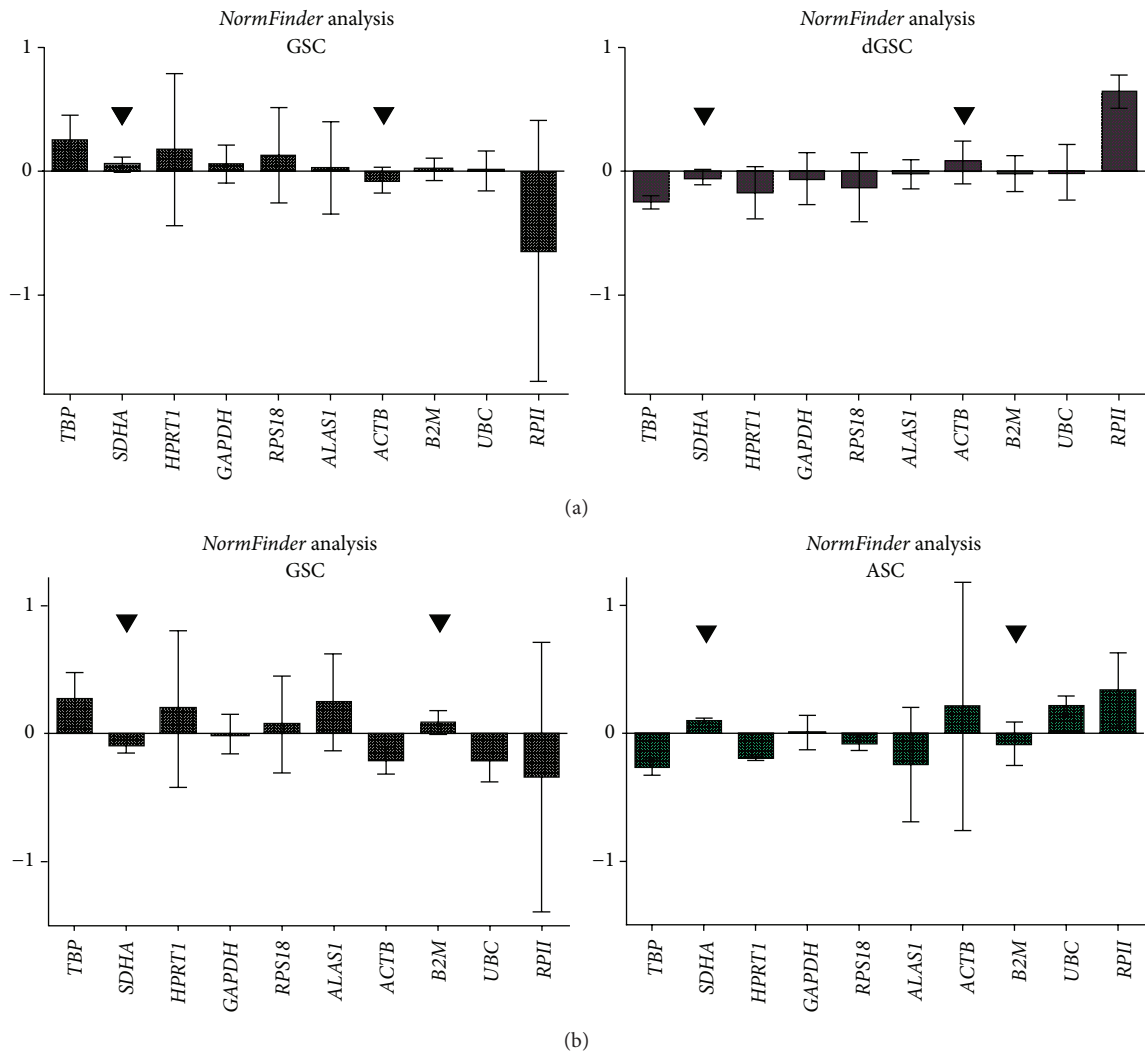 NormFinder analysis
GSC
1
0
−1
TBP
SDHA
HPRT1
GAPDH
RPS18
ALAS1
ACTB
B2M
UBC
RPII
NormFinder analysis
dGSC
1
0
−1
TBP
SDHA
HPRT1
GAPDH
RPS18
ALAS1
ACTB
B2M
UBC
RPII
(a)
NormFinder analysis
GSC
1
0
−1
TBP
SDHA
HPRT1
GAPDH
RPS18
ALAS1
ACTB
B2M
UBC
RPII
NormFinder analysis
ASC
1
0
−1
TBP
SDHA
HPRT1
GAPDH
RPS18
ALAS1
ACTB
B2M
UBC
RPII
(b)